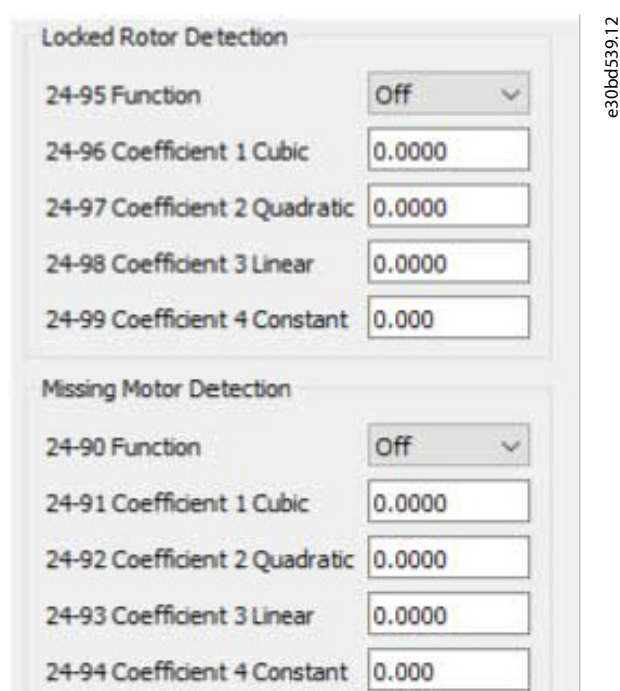 Locked Rotor Detection
24-95 Function Off
24-96 Coefficient 1 Cubic 0.0000
24-97 Coefficient 2 Quadratic 0.0000
24-98 Coefficient 3 Linear 0.0000
24-99 Coefficient 4 Constant 0.000
Missing Motor Detection
24-90 Function Off
24-91 Coefficient 1 Cubic 0.0000
24-92 Coefficient 2 Quadratic 0.0000
24-93 Coefficient 3 Linear 0.0000
24-94 Coefficient 4 Constant 0.000
e30bd539.12